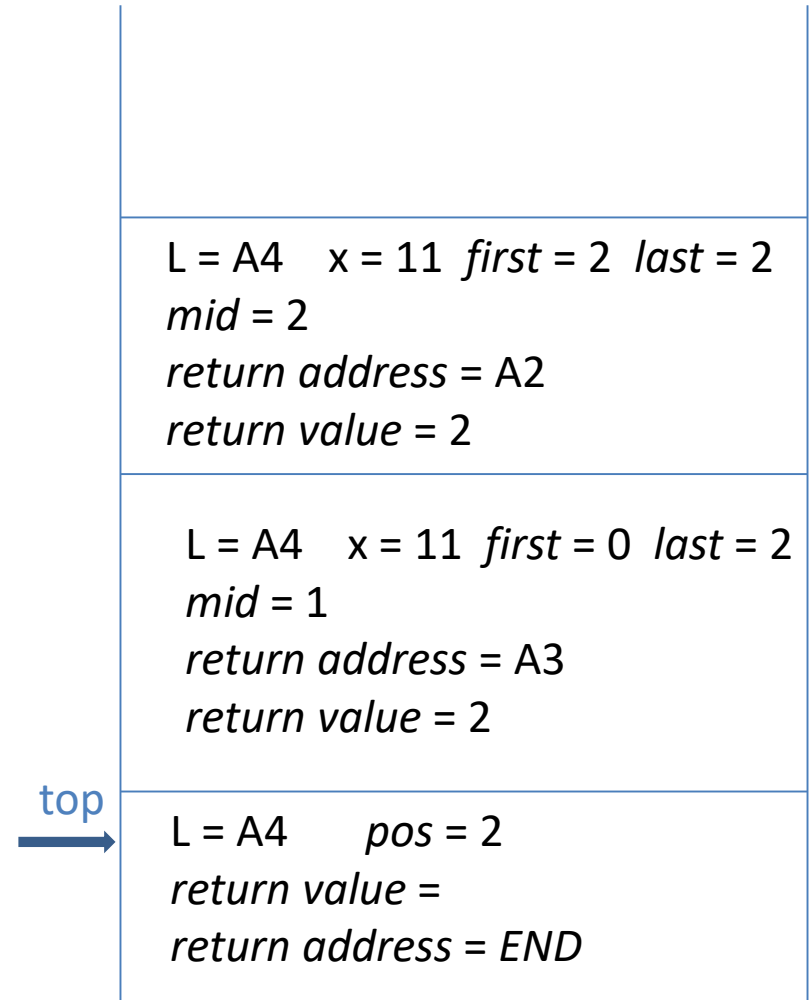 L = A4 x = 11 first = 2 last = 2
mid = 2
return address = A2
return value = 2
L = A4 x = 11 first = 0 last = 2
mid = 1
return address = A3
return value = 2
top
L = A4 pos = 2
return value =
return address = END